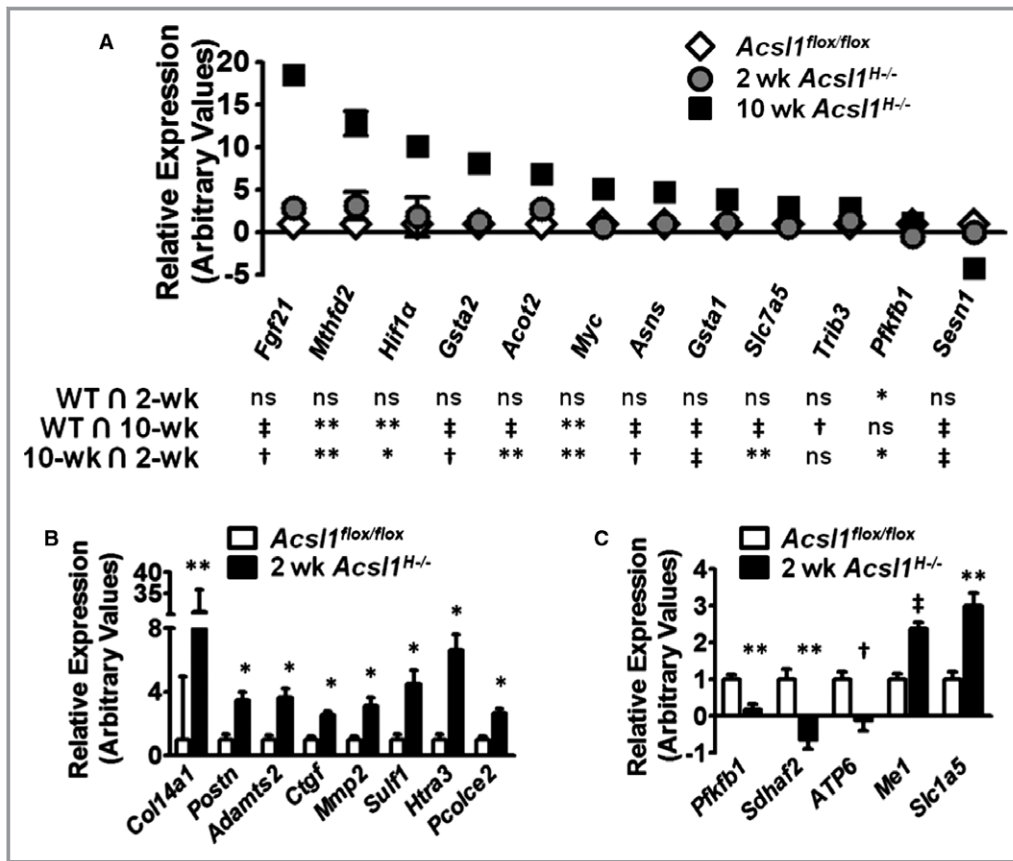 A
Acsl1flox/flox
2 wk Acsl1H-/-
10 wk Acsl1H-/-
Relative Expression
(Arbitrary Values)
20
15
10
5
0
-5
Fgf21 Mthfd2 Hif1α Gsta2 Acot2 Myc Asns Gsta1 Slc7a5 Trib3 Pfkfb1 Sesn1
WT ∩ 2-wk ns ns ns ns ns ns ns ns ns ns * ns
WT ∩ 10-wk ‡ ** ** ‡ ‡ ** ‡ ‡ ‡ † ns ‡
10-wk ∩ 2-wk † ** * † ** ** † ‡ ** ns * ‡
B
Acsl1flox/flox
2 wk Acsl1H-/-
Relative Expression
(Arbitrary Values)
40
35
8
4
0
** * * * * * * *
Col14a1 Postn Adamts2 Ctgf Mmp2 Sulf1 Htra3 Pcolce2
C
Acsl1flox/flox
2 wk Acsl1H-/-
Relative Expression
(Arbitrary Values)
4
3
2
1
0
-1
** ** † ‡ **
Pfkfb1 Sdhaf2 ATP6 Me1 Slc1a5